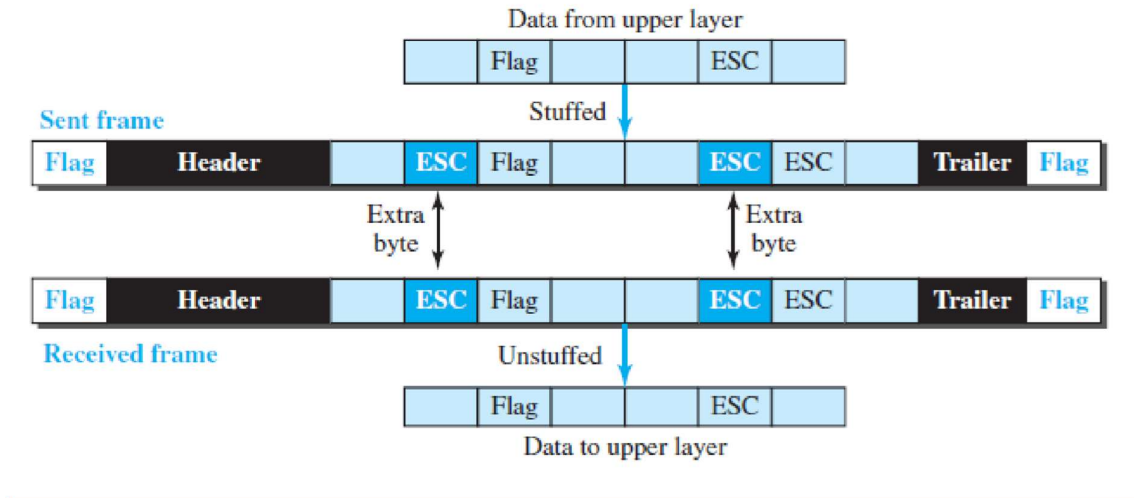 Data from upper layer
Flag ESC
Stuffed
Sent frame
Flag Header ESC Flag ESC ESC Trailer Flag
Extra byte
Extra byte
Flag Header ESC Flag ESC ESC Trailer Flag
Received frame
Unstuffed
Flag ESC
Data to upper layer